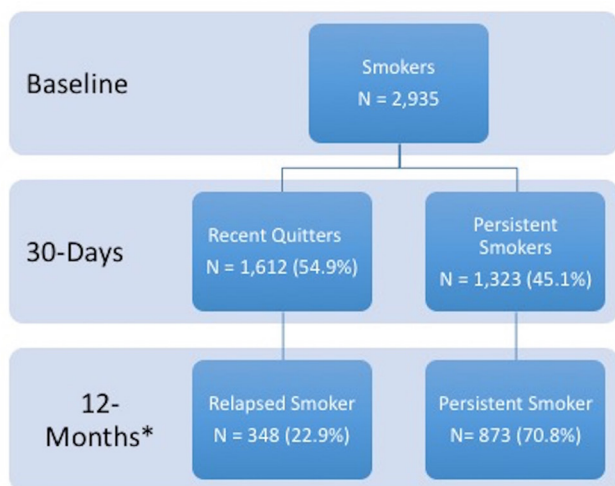 Baseline
Smokers
N = 2,935
30-Days
Recent Quitters
N = 1,612 (54.9%)
Persistent
Smokers
N = 1,323 (45.1%)
12-
Months*
Relapsed Smoker
N = 348 (22.9%)
Persistent Smoker
N= 873 (70.8%)